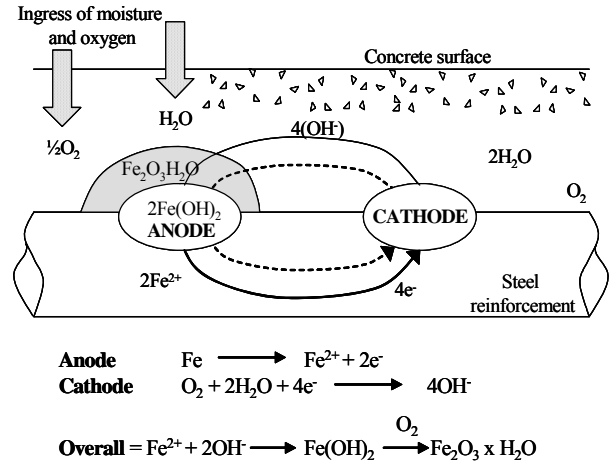 Ingress of moisture
and oxygen
Concrete surface
H₂O
½O₂
4(OH⁻)
2H₂O
Fe₂O₃H₂O
O₂
2Fe(OH)₂
ANODE
CATHODE
2Fe²⁺
4e⁻
Steel
reinforcement
Anode Fe → Fe²⁺ + 2e⁻
Cathode O₂ + 2H₂O + 4e⁻ → 4OH⁻
O₂
Overall = Fe²⁺ + 2OH⁻ → Fe(OH)₂ → Fe₂O₃ x H₂O